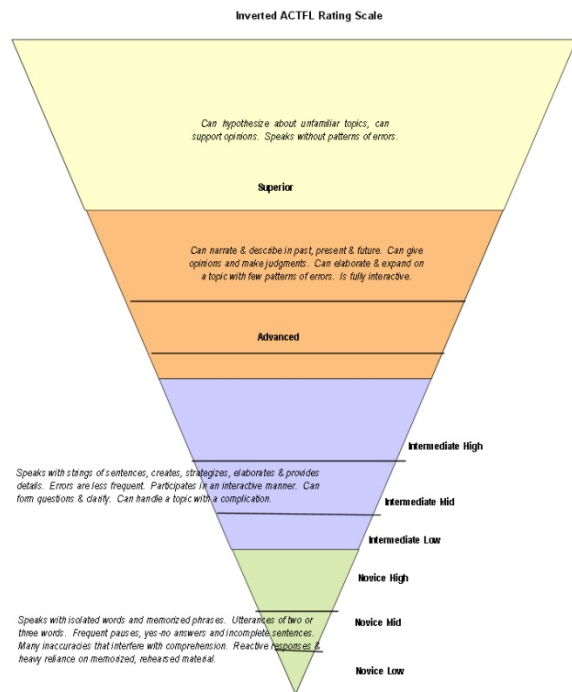 Inverted ACTFL Rating Scale
Can hypothesize about unfamiliar topics, can
support opinions. Speaks without patterns of errors.
Superior
Can narrate & describe in past, present & future. Can give
opinions and make judgments. Can elaborate & expand on
a topic with few patterns of errors. Is fully interactive.
Advanced
Intermediate High
Speaks with strings of sentences, creates, strategizes, elaborates & provides
details. Errors are less frequent. Participates in an interactive manner. Can
form questions & clarify. Can handle a topic with a complication.
Intermediate Mid
Intermediate Low
Novice High
Speaks with isolated words and memorized phrases. Utterances of two or
three words. Frequent pauses, yes-no answers and incomplete sentences.
Many inaccuracies that interfere with comprehension. Reactive responses &
heavy reliance on memorized, rehearsed material.
Novice Mid
Novice Low